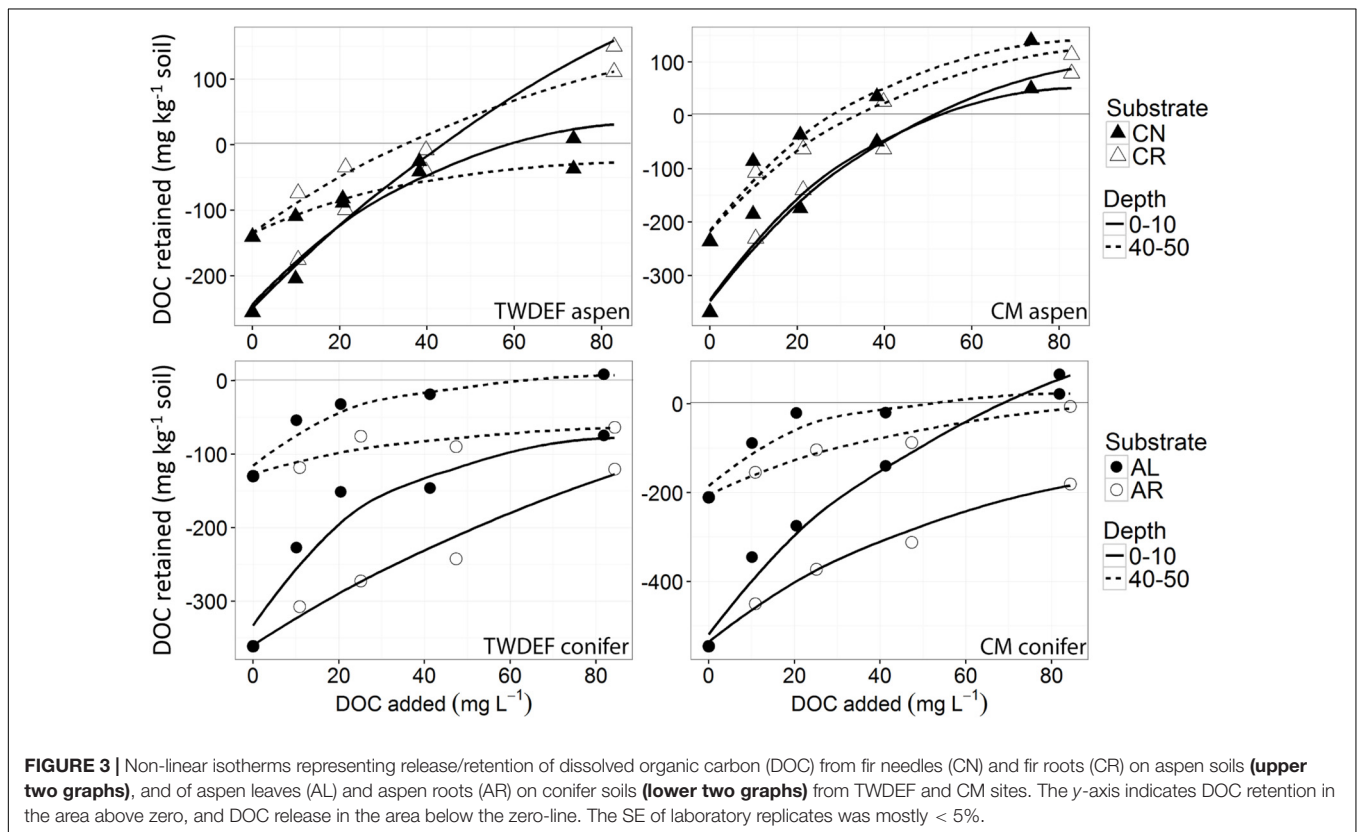 DOC retained (mg kg-1 soil)
100
0
-100
-200
0
20
40
60
80
TWDEF aspen
100
0
-100
-200
-300
0
20
40
60
80
CM aspen
Substrate
CN
CR
Depth
0-10
40-50
DOC retained (mg kg-1 soil)
0
-100
-200
-300
0
20
40
60
80
TWDEF conifer
DOC added (mg L−1)
0
-200
-400
0
20
40
60
80
CM conifer
DOC added (mg L−1)
Substrate
AL
AR
Depth
0-10
40-50
FIGURE 3 | Non-linear isotherms representing release/retention of dissolved organic carbon (DOC) from fir needles (CN) and fir roots (CR) on aspen soils (upper
two graphs), and of aspen leaves (AL) and aspen roots (AR) on conifer soils (lower two graphs) from TWDEF and CM sites. The y-axis indicates DOC retention in
the area above zero, and DOC release in the area below the zero-line. The SE of laboratory replicates was mostly < 5%.